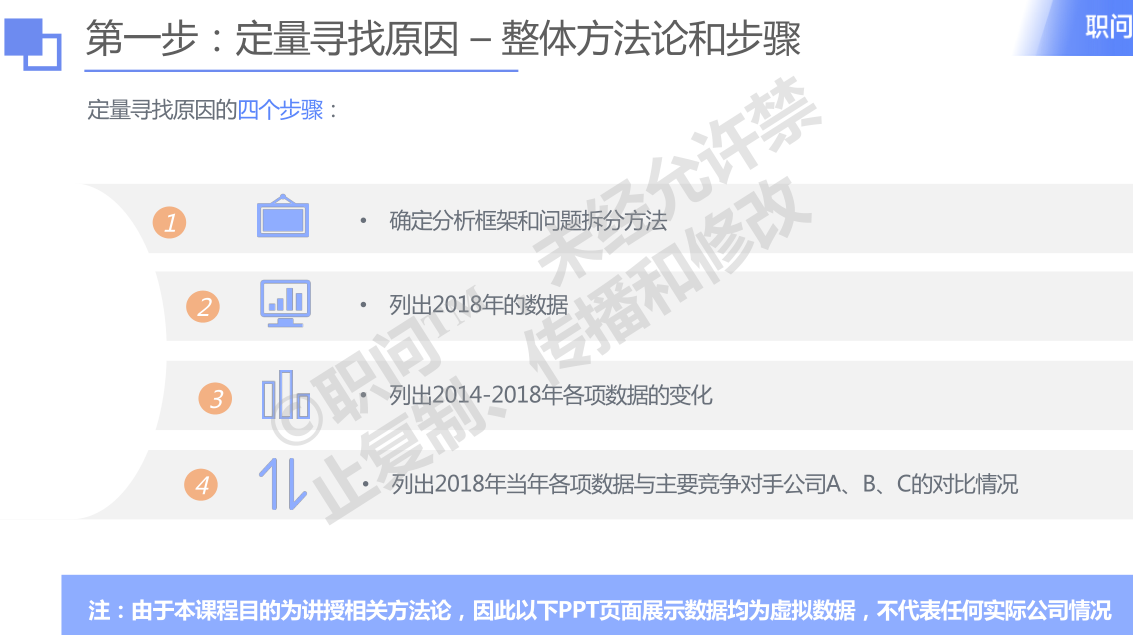 第一步：定量寻找原因 – 整体方法论和步骤
职问
定量寻找原因的四个步骤：
1
• 确定分析框架和问题拆分方法
2
• 列出2018年的数据
3
• 列出2014-2018年各项数据的变化
4
• 列出2018年当年各项数据与主要竞争对手公司A、B、C的对比情况
©职问TM，未经允许禁
止复制、传播和修改
注：由于本课程目的为讲授相关方法论，因此以下PPT页面展示数据均为虚拟数据，不代表任何实际公司情况